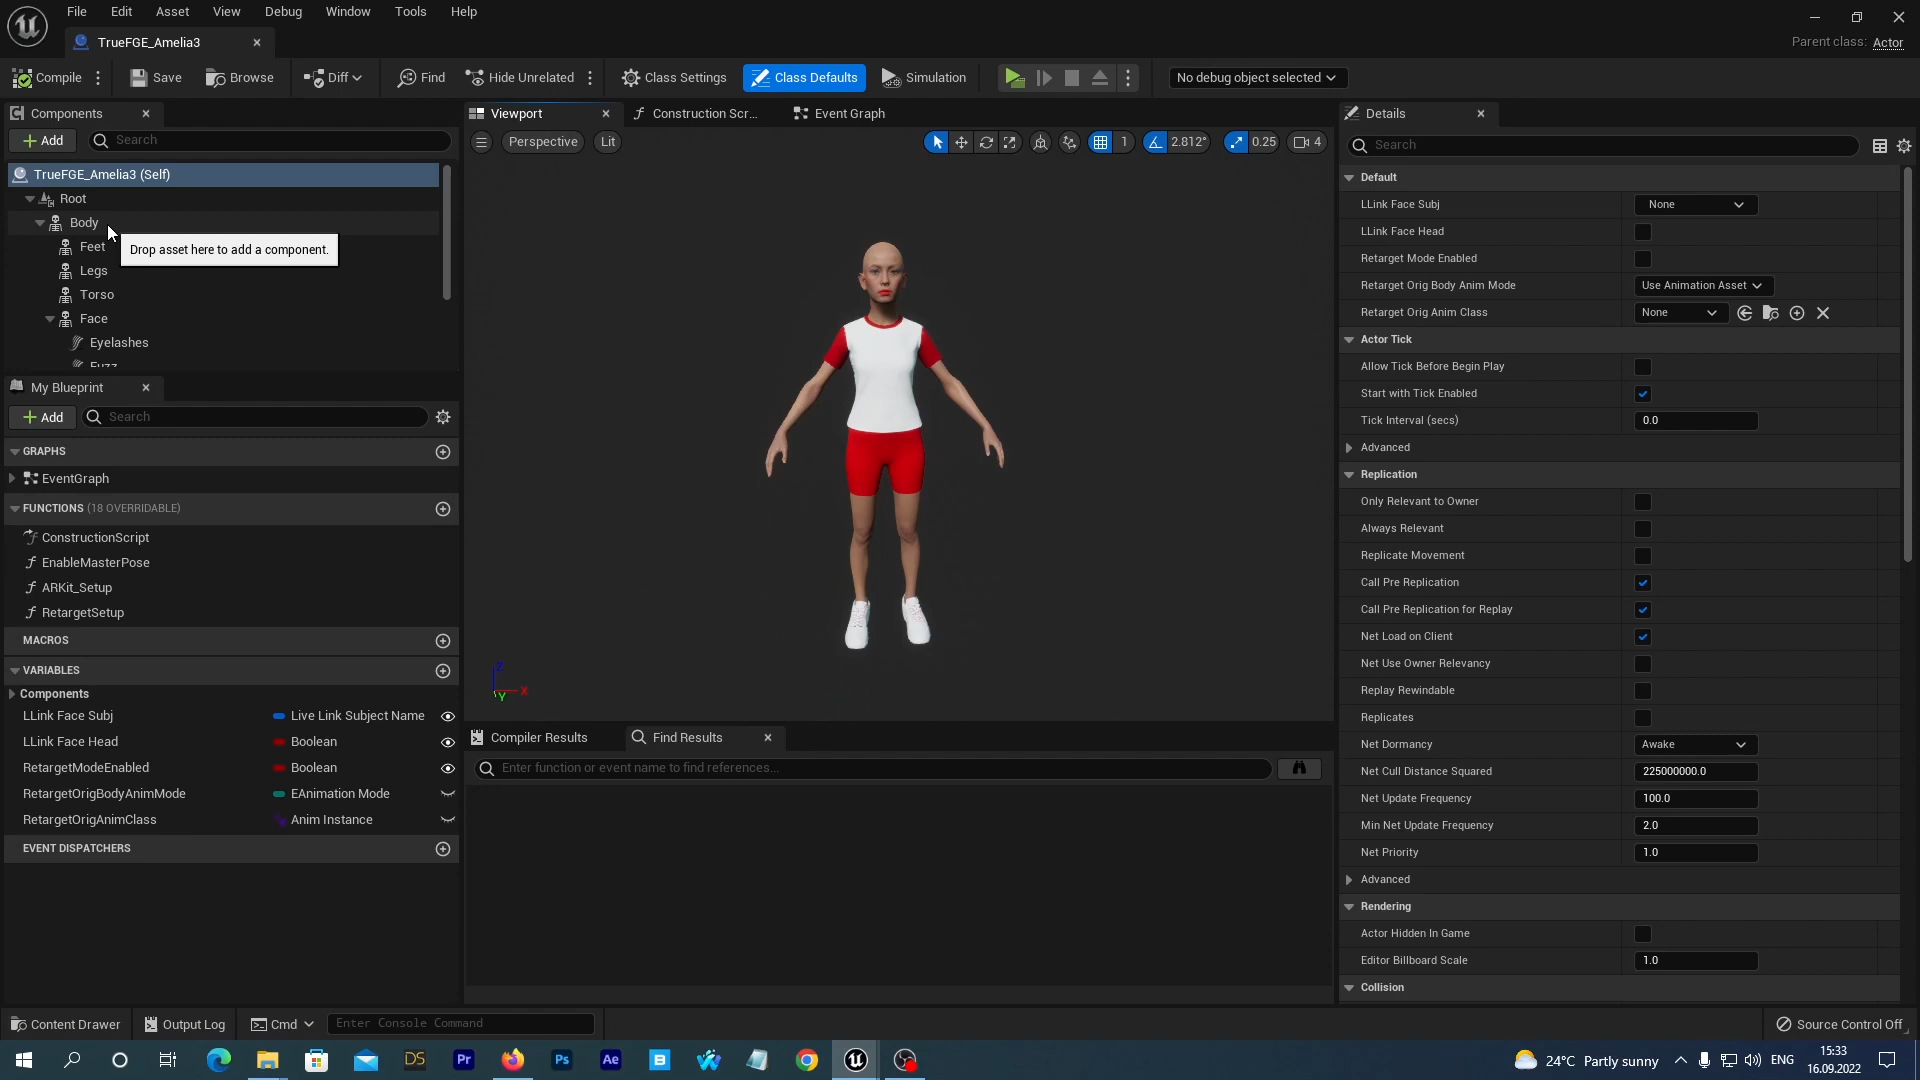 File Edit Asset View Debug Window Tools Help
TrueFGE_Amelia3
Parent class: Actor
Compile Save Browse Diff Find Hide Unrelated Class Settings Class Defaults Simulation No debug object selected
Components
Add Search
TrueFGE_Amelia3 (Self)
Root
Body
Drop asset here to add a component.
Feet
Legs
Torso
Face
Eyelashes
Fuzz
My Blueprint
Add Search
GRAPHS
EventGraph
FUNCTIONS (18 OVERRIDABLE)
ConstructionScript
EnableMasterPose
ARKit_Setup
RetargetSetup
MACROS
VARIABLES
Components
LLink Face Subj Live Link Subject Name
LLink Face Head Boolean
RetargetModeEnabled Boolean
RetargetOrigBodyAnimMode EAnimation Mode
RetargetOrigAnimClass Anim Instance
EVENT DISPATCHERS
Viewport Construction Scr... Event Graph
Perspective Lit 1 2.812° 0.25 4
Z
X
Y
Compiler Results Find Results
Enter function or event name to find references...
Details
Search
Default
LLink Face Subj None
LLink Face Head
Retarget Mode Enabled
Retarget Orig Body Anim Mode Use Animation Asset
Retarget Orig Anim Class None
Actor Tick
Allow Tick Before Begin Play
Start with Tick Enabled
Tick Interval (secs) 0.0
Advanced
Replication
Only Relevant to Owner
Always Relevant
Replicate Movement
Call Pre Replication
Call Pre Replication for Replay
Net Load on Client
Net Use Owner Relevancy
Replay Rewindable
Replicates
Net Dormancy Awake
Net Cull Distance Squared 225000000.0
Net Update Frequency 100.0
Min Net Update Frequency 2.0
Net Priority 1.0
Advanced
Rendering
Actor Hidden In Game
Editor Billboard Scale 1.0
Collision
Content Drawer Output Log Cmd Enter Console Command Source Control Off
DS Pr Ps Ae 24°C Partly sunny ENG 15:33
16.09.2022